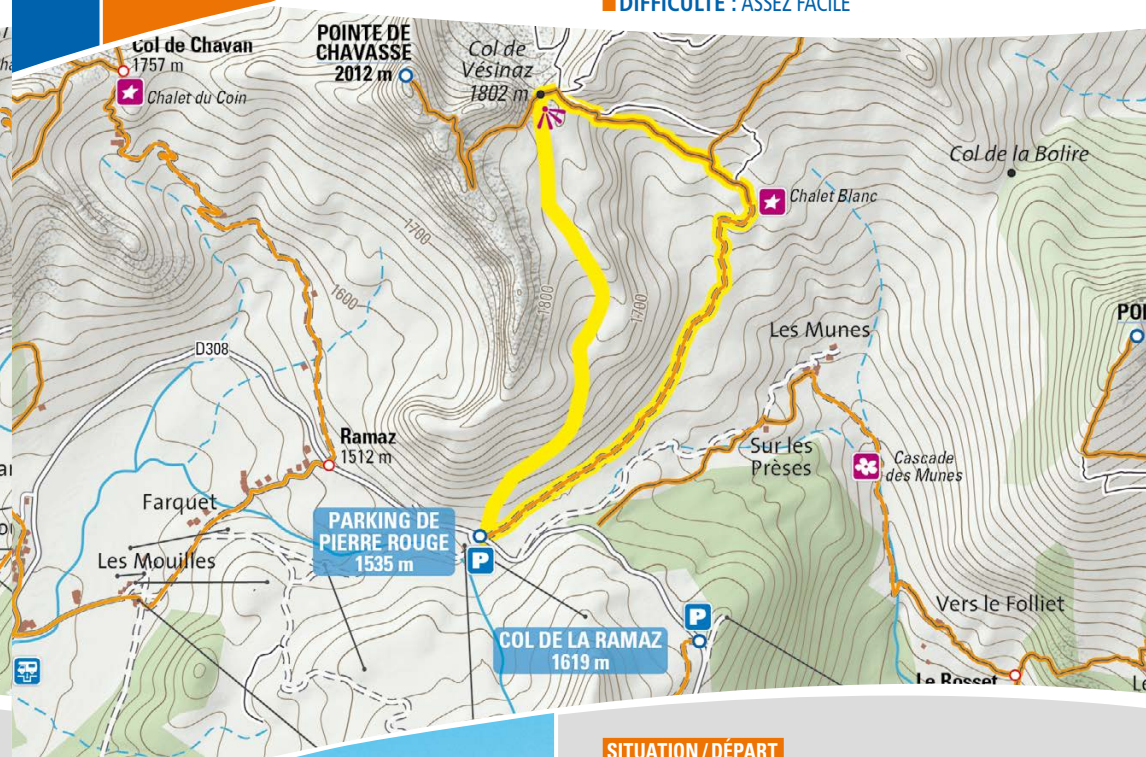 DIFFICULTÉ : ASSEZ FACILE
Col de Chavan
1757 m
Chalet du Coin
POINTE DE
CHAVASSE
2012 m
Col de
Vésinaz
1802 m
Col de la Bolire
Chalet Blanc
1700
1600
1800
1700
D308
Les Munes
Ramaz
1512 m
Sur les
Prèses
Cascade
des Munes
Farquet
PARKING DE
PIERRE ROUGE
1535 m
P
Les Mouilles
P
Vers le Folliet
COL DE LA RAMAZ
1619 m
Le Rosset
SITUATION / DÉPART